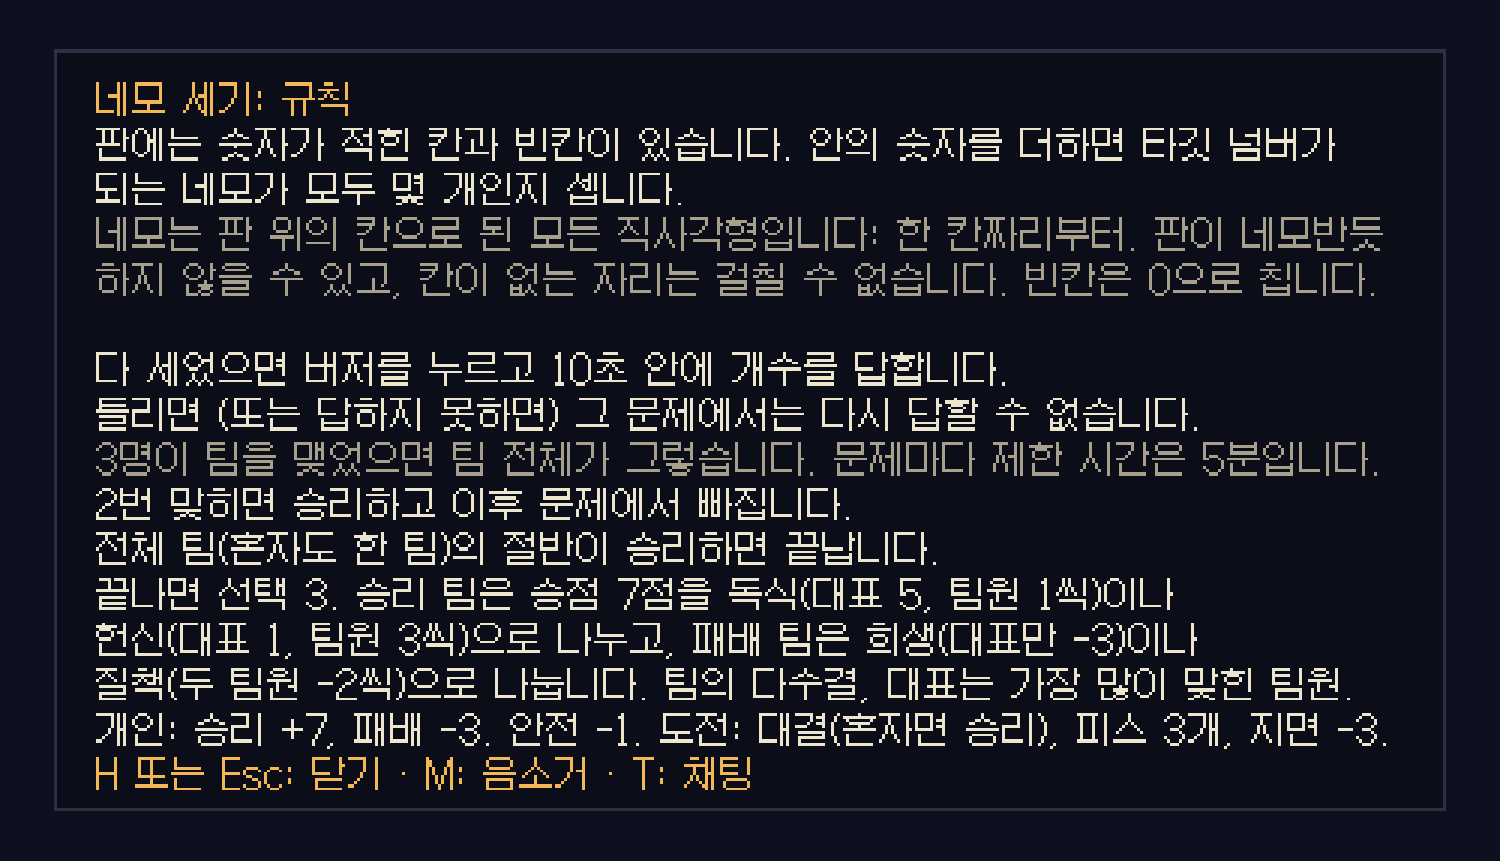 네모 세기: 규칙
판에는 숫자가 적힌 칸과 빈칸이 있습니다. 안의 숫자를 더하면 타깃 넘버가
되는 네모가 모두 몇 개인지 셉니다.
네모는 판 위의 칸으로 된 모든 직사각형입니다: 한 칸짜리부터. 판이 네모반듯
하지 않을 수 있고, 칸이 없는 자리는 걸칠 수 없습니다. 빈칸은 0으로 칩니다.
다 세었으면 버저를 누르고 10초 안에 개수를 답합니다.
틀리면 (또는 답하지 못하면) 그 문제에서는 다시 답할 수 없습니다.
3명이 팀을 맺었으면 팀 전체가 그렇습니다. 문제마다 제한 시간은 5분입니다.
2번 맞히면 승리하고 이후 문제에서 빠집니다.
전체 팀(혼자도 한 팀)의 절반이 승리하면 끝납니다.
끝나면 선택 3. 승리 팀은 승점 7점을 독식(대표 5, 팀원 1씩)이나
헌신(대표 1, 팀원 3씩)으로 나누고, 패배 팀은 희생(대표만 -3)이나
질책(두 팀원 -2씩)으로 나눕니다. 팀의 다수결, 대표는 가장 많이 맞힌 팀원.
개인: 승리 +7, 패배 -3. 안전 -1. 도전: 대결(혼자면 승리), 피스 3개, 지면 -3.
H 또는 Esc: 닫기 · M: 음소거 · T: 채팅